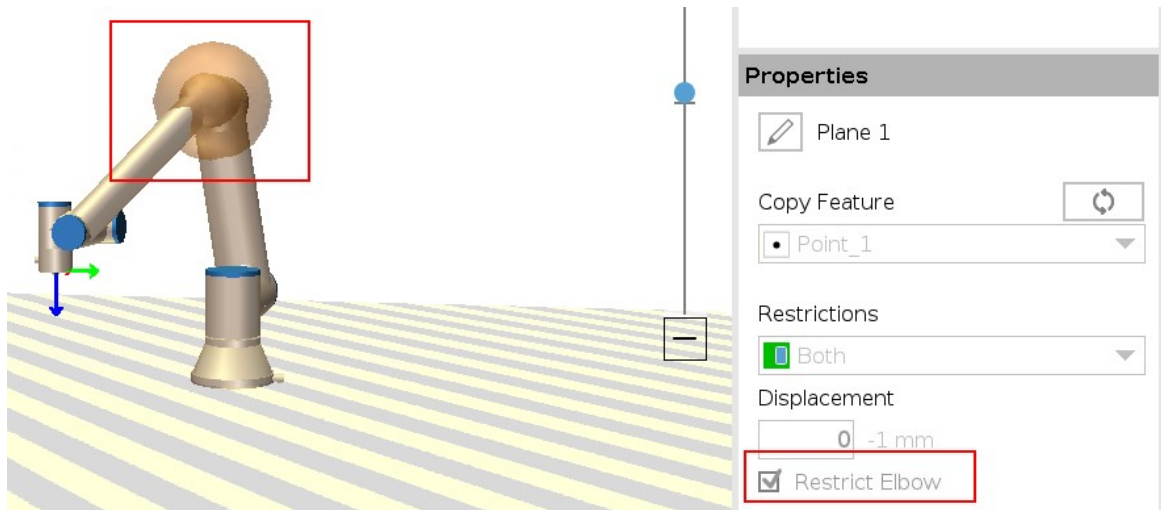 Properties
Plane 1
Copy Feature
Point_1
Restrictions
Both
Displacement
0 -1 mm
Restrict Elbow